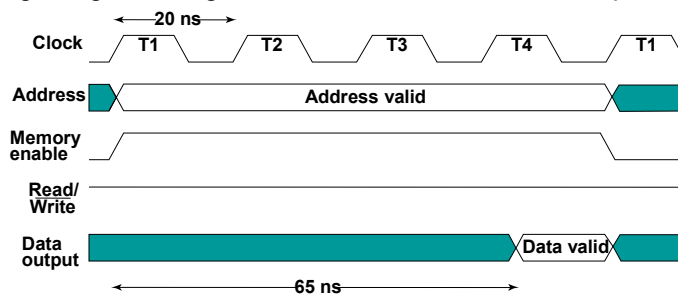 20 ns
Clock T1 T2 T3 T4 T1
Address Address valid
Memory
enable
Read/
Write
Data
output Data valid
65 ns